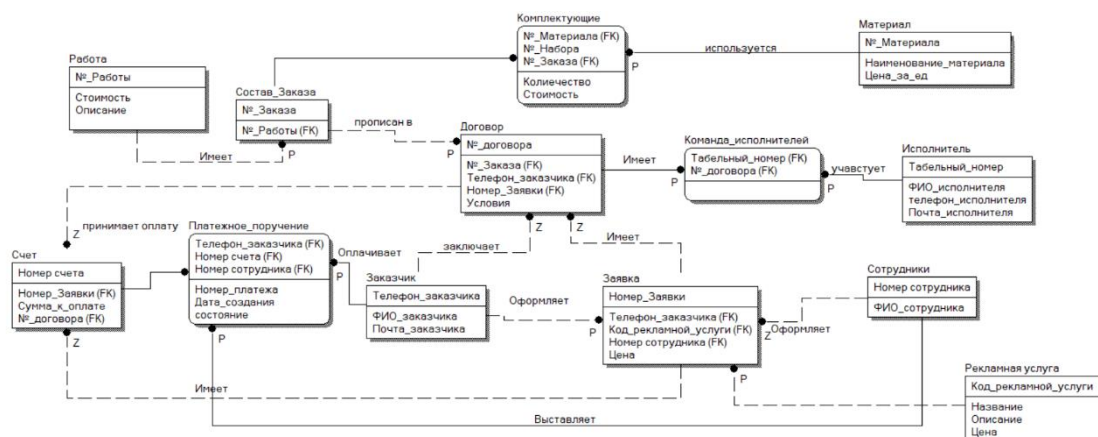 Комплектующие
№_Материала (FK)
№_Набора
№_Заказа (FK)
Колиечество
Стоимость
P
используется
Материал
№_Материала
Наименование_материала
Цена_за_ед
Работа
№_Работы
Стоимость
Описание
Имеет
P
Состав_Заказа
№_Заказа
№_Работы (FK)
прописан в
P
Договор
№_договора
№_Заказа (FK)
Телефон_заказчика (FK)
Номер_Заявки (FK)
Условия
Имеет
P
Команда_исполнителей
Табельный_номер (FK)
№_договора (FK)
учавстует
P
Исполнитель
Табельный_номер
ФИО_исполнителя
телефон_исполнителя
Почта_исполнителя
принимает оплату
Z
Счет
Номер счета
Номер_Заявки (FK)
Сумма_к_оплате
№_договора (FK)
Z
Платежное_поручение
Телефон_заказчика (FK)
Номер счета (FK)
Номер сотрудника (FK)
Номер_платежа
Дата_создания
состояние
P
Оплачивает
P
заключает
Z
Заказчик
Телефон_заказчика
ФИО_заказчика
Почта_заказчика
Оформляет
P
Z
Имеет
Заявка
Номер_Заявки
Телефон_заказчика (FK)
Код_рекламной_услуги (FK)
Номер сотрудника (FK)
Цена
Z
Оформляет
P
Сотрудники
Номер сотрудника
ФИО_сотрудника
Рекламная услуга
Код_рекламной_услуги
Название
Описание
Цена
Имеет
Выставляет